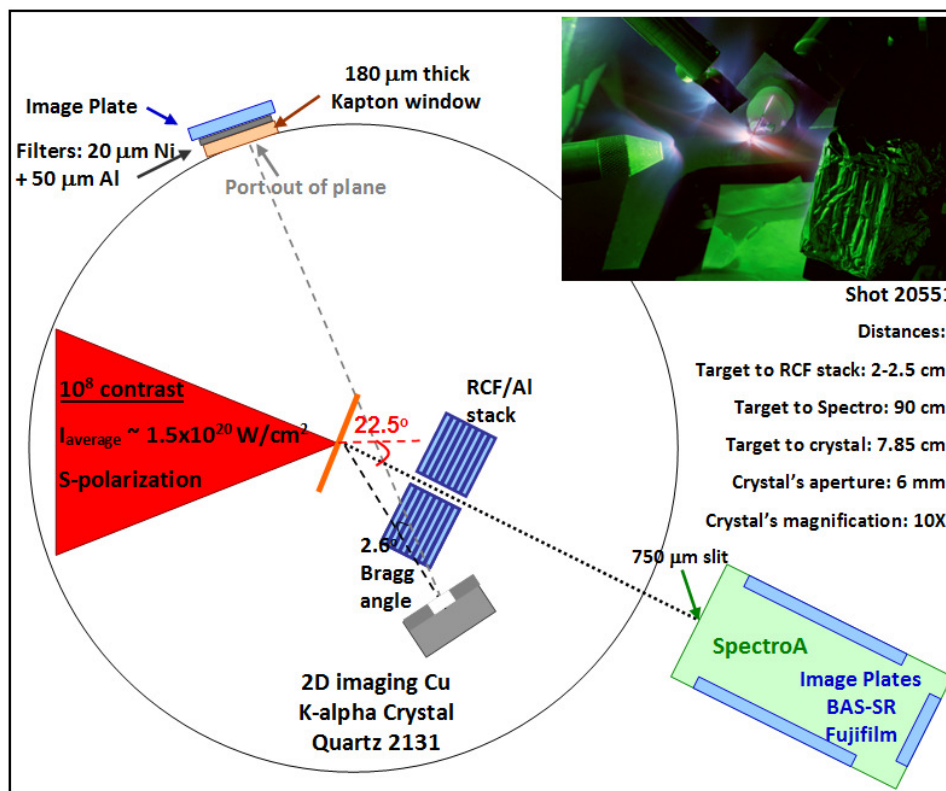 180 μm thick
Kapton window
Image Plate
Filters: 20 μm Ni
+ 50 μm Al
Port out of plane
Shot 20551
Distances:
Target to RCF stack: 2-2.5 cm
Target to Spectro: 90 cm
Target to crystal: 7.85 cm
Crystal's aperture: 6 mm
Crystal's magnification: 10X
10⁸ contrast
Iaverage ~ 1.5x10²⁰ W/cm²
S-polarization
RCF/Al
stack
22.5°
2.6°
Bragg
angle
750 μm slit
SpectroA
Image Plates
BAS-SR
Fujifilm
2D imaging Cu
K-alpha Crystal
Quartz 2131